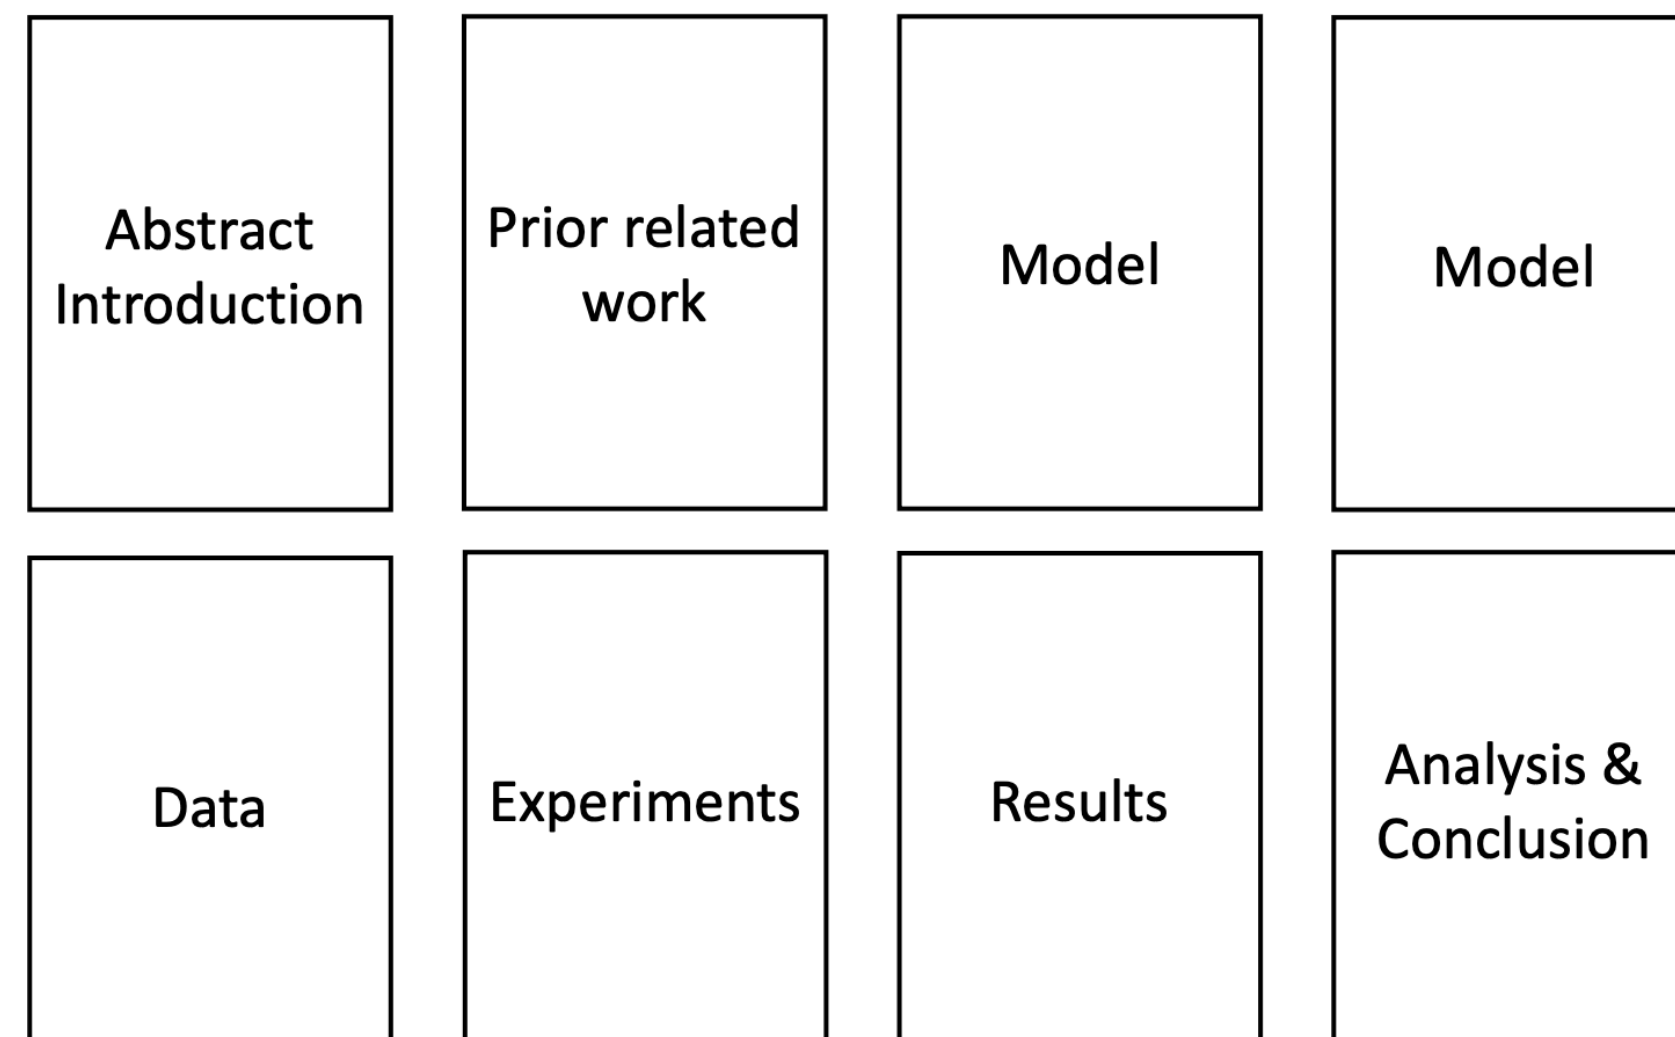 Abstract
Introduction
Prior related
work
Model
Model
Data
Experiments
Results
Analysis &
Conclusion